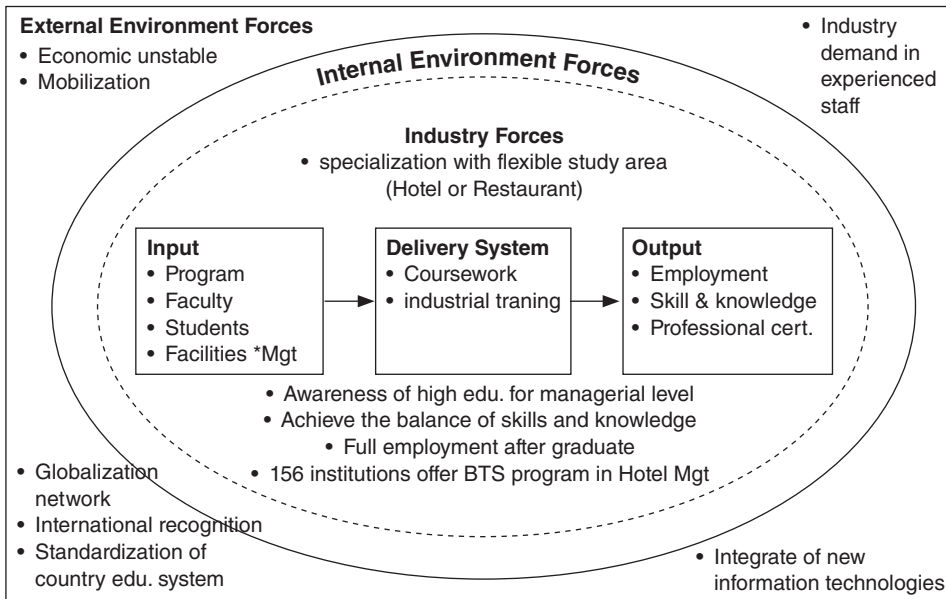 External Environment Forces
• Economic unstable
• Mobilization
• Industry
demand in
experienced
staff
Internal Environment Forces
Industry Forces
• specialization with flexible study area
(Hotel or Restaurant)
Input
• Program
• Faculty
• Students
• Facilities *Mgt
Delivery System
• Coursework
• industrial traning
Output
• Employment
• Skill & knowledge
• Professional cert.
• Awareness of high edu. for managerial level
• Achieve the balance of skills and knowledge
• Full employment after graduate
• 156 institutions offer BTS program in Hotel Mgt
• Globalization
network
• International recognition
• Standardization of
country edu. system
• Integrate of new
information technologies